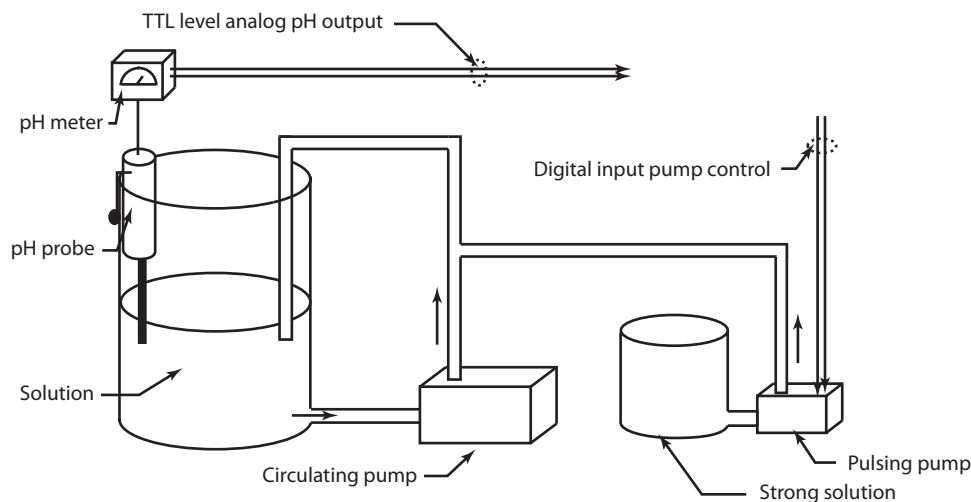 TTL level analog pH output
pH meter
Digital input pump control
pH probe
Solution
Circulating pump
Pulsing pump
Strong solution